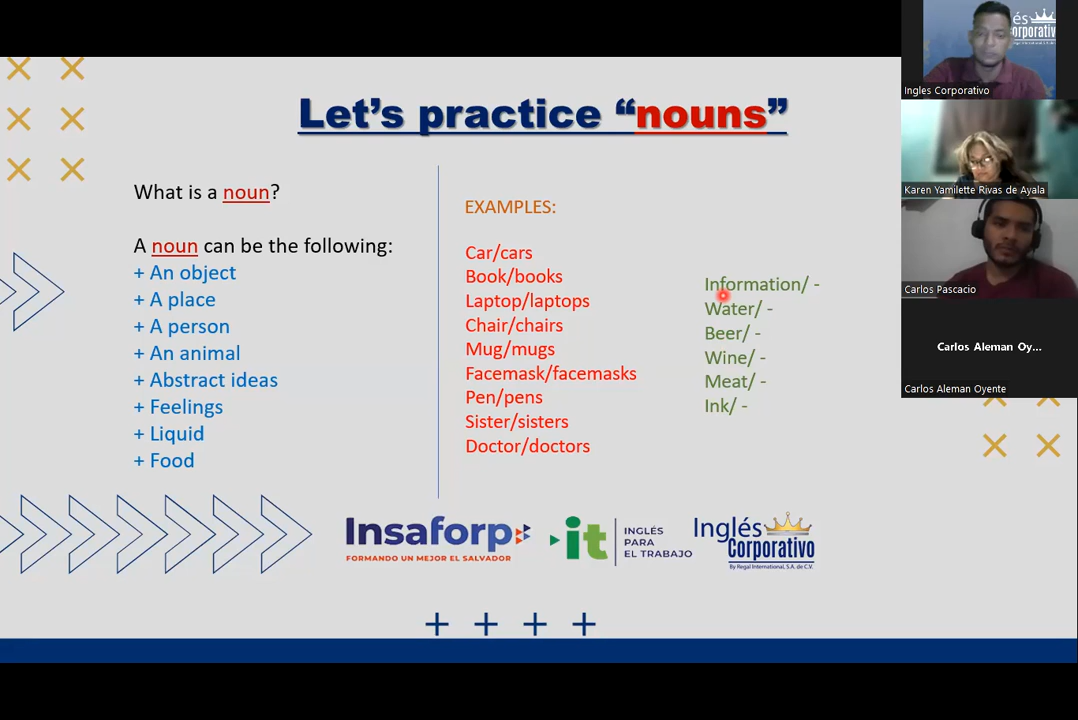 Let's practice "nouns"
What is a noun?
A noun can be the following:
+ An object
+ A place
+ A person
+ An animal
+ Abstract ideas
+ Feelings
+ Liquid
+ Food
EXAMPLES:
Car/cars
Book/books
Laptop/laptops
Chair/chairs
Mug/mugs
Facemask/facemasks
Pen/pens
Sister/sisters
Doctor/doctors
Information/ -
Water/ -
Beer/ -
Wine/ -
Meat/ -
Ink/ -
Insaforp
FORMANDO UN MEJOR EL SALVADOR
it
INGLÉS
PARA
EL TRABAJO
Inglés
Corporativo
By Regal International, S.A. de C.V.
és
orporativo
Ingles Corporativo
Karen Yamilette Rivas de Ayala
Carlos Pascacio
Carlos Aleman Oy...
Carlos Aleman Oyente